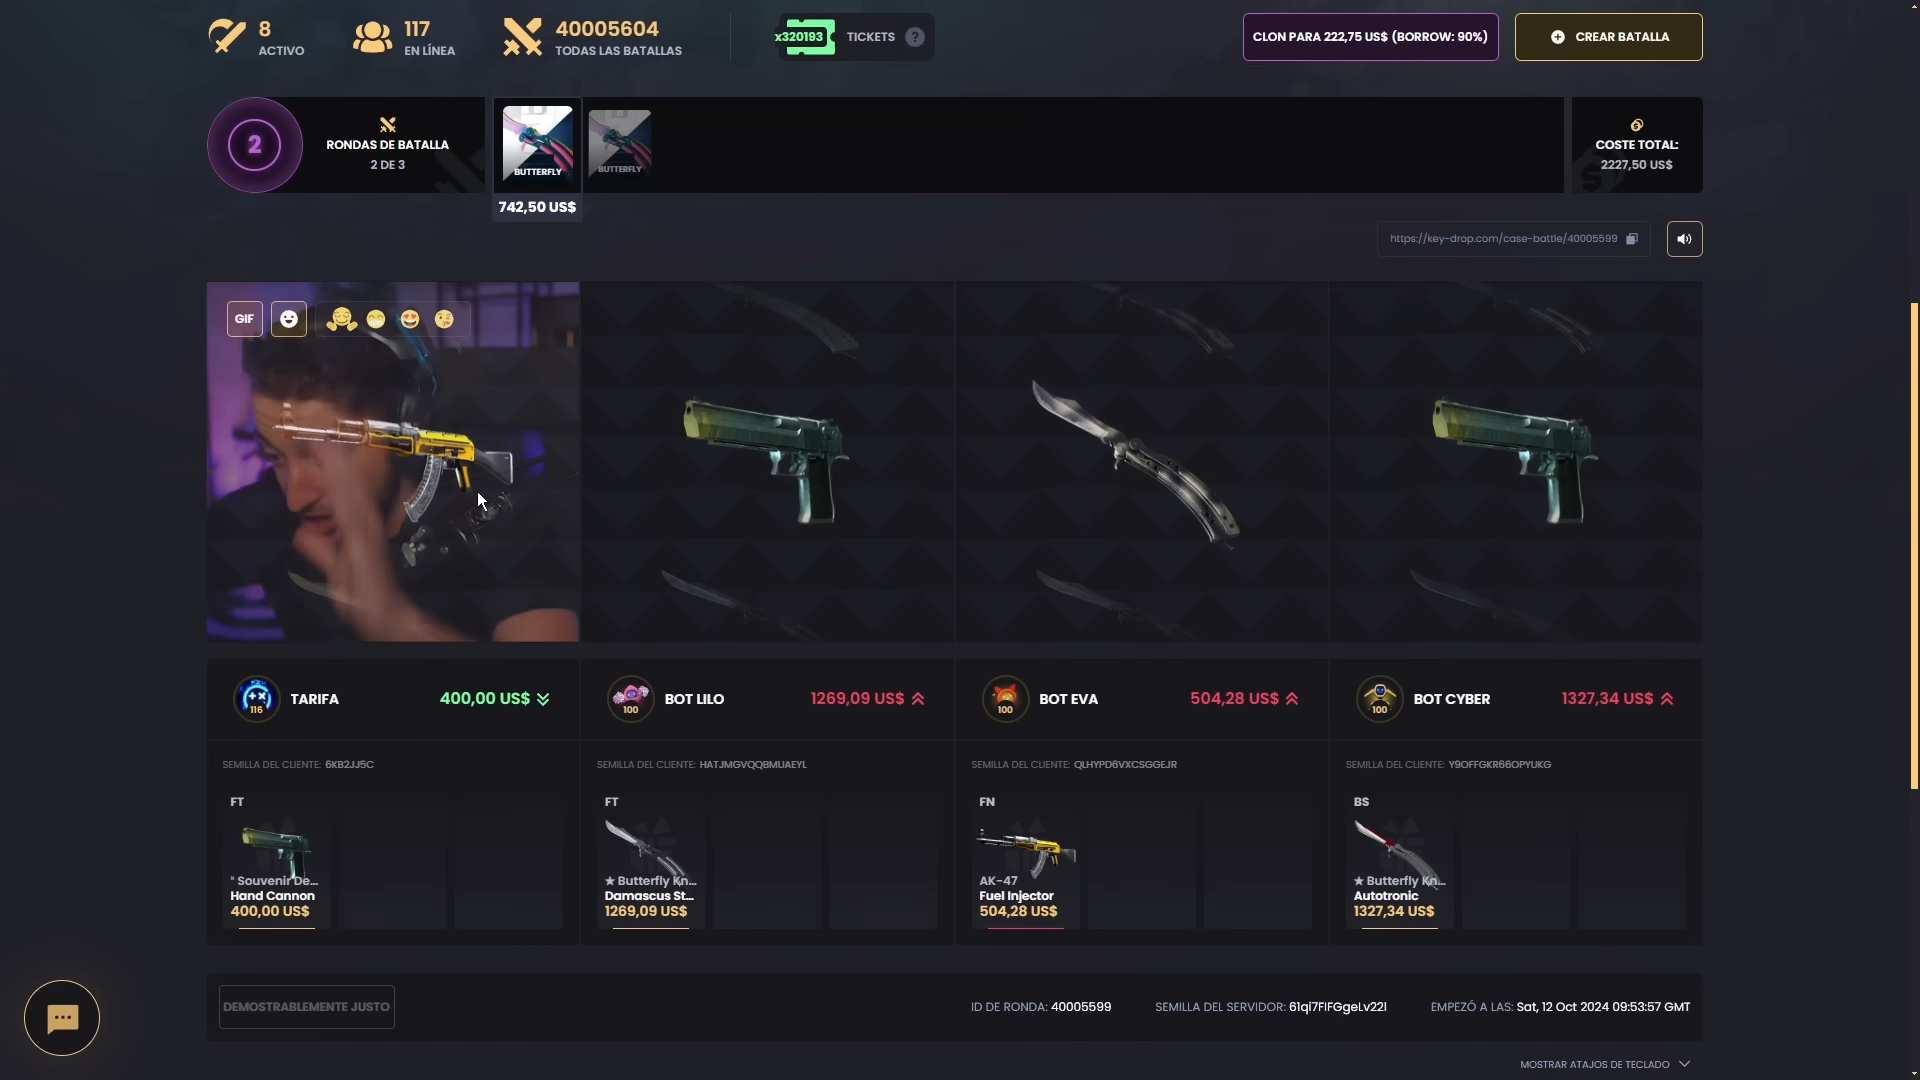 8
ACTIVO
117
EN LÍNEA
40005604
TODAS LAS BATALLAS
x320193
TICKETS
?
CLON PARA 222,75 US$ (BORROW: 90%)
CREAR BATALLA
2
RONDAS DE BATALLA
2 DE 3
BUTTERFLY
BUTTERFLY
742,50 US$
COSTE TOTAL:
2227,50 US$
https://key-drop.com/case-battle/40005599
GIF
116
TARIFA
400,00 US$
100
BOT LILO
1269,09 US$
100
BOT EVA
504,28 US$
100
BOT CYBER
1327,34 US$
SEMILLA DEL CLIENTE: 6KB2JJ5C
SEMILLA DEL CLIENTE: HATJMGVQQBMUAEYL
SEMILLA DEL CLIENTE: QLHYPD6VXCSGGEJR
SEMILLA DEL CLIENTE: Y9OFFGKR66OPYUKG
FT
Souvenir De...
Hand Cannon
400,00 US$
FT
★ Butterfly Kn...
Damascus St...
1269,09 US$
FN
AK-47
Fuel Injector
504,28 US$
BS
★ Butterfly Kn...
Autotronic
1327,34 US$
DEMOSTRABLEMENTE JUSTO
ID DE RONDA: 40005599
SEMILLA DEL SERVIDOR: 61qi7FIFGgeLv22I
EMPEZÓ A LAS: Sat, 12 Oct 2024 09:53:57 GMT
MOSTRAR ATAJOS DE TECLADO